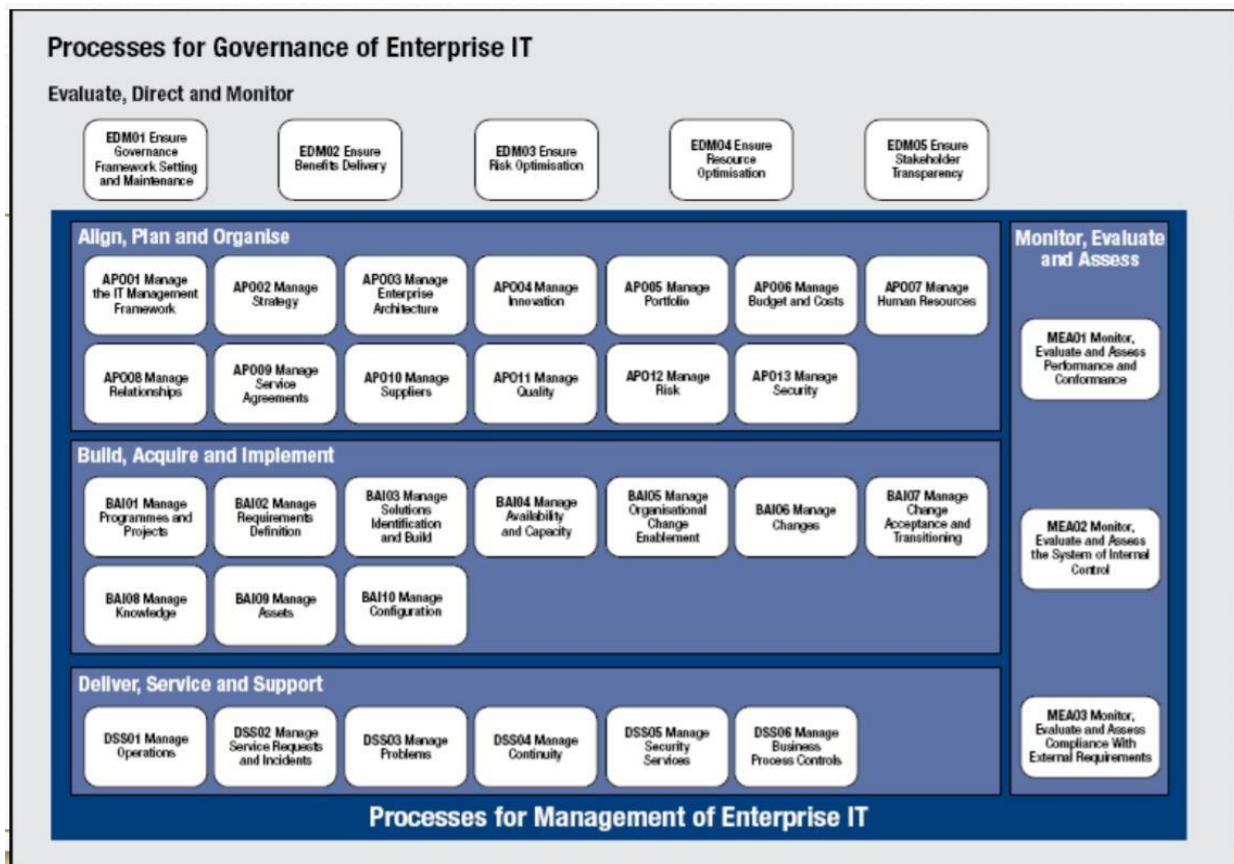 Processes for Governance of Enterprise IT
Evaluate, Direct and Monitor
EDM01 Ensure
Governance
Framework Setting
and Maintenance
EDM02 Ensure
Benefits Delivery
EDM03 Ensure
Risk Optimisation
EDM04 Ensure
Resource
Optimisation
EDM05 Ensure
Stakeholder
Transparency
Align, Plan and Organise
APO01 Manage
the IT Management
Framework
APO02 Manage
Strategy
APO03 Manage
Enterprise
Architecture
APO04 Manage
Innovation
APO05 Manage
Portfolio
APO06 Manage
Budget and Costs
APO07 Manage
Human Resources
APO08 Manage
Relationships
APO09 Manage
Service
Agreements
APO10 Manage
Suppliers
APO11 Manage
Quality
APO12 Manage
Risk
APO13 Manage
Security
Build, Acquire and Implement
BAI01 Manage
Programmes and
Projects
BAI02 Manage
Requirements
Definition
BAI03 Manage
Solutions
Identification
and Build
BAI04 Manage
Availability
and Capacity
BAI05 Manage
Organisational
Change
Enablement
BAI06 Manage
Changes
BAI07 Manage
Change
Acceptance and
Transitioning
BAI08 Manage
Knowledge
BAI09 Manage
Assets
BAI10 Manage
Configuration
Deliver, Service and Support
DSS01 Manage
Operations
DSS02 Manage
Service Requests
and Incidents
DSS03 Manage
Problems
DSS04 Manage
Continuity
DSS05 Manage
Security
Services
DSS06 Manage
Business
Process Controls
Monitor, Evaluate
and Assess
MEA01 Monitor,
Evaluate and Assess
Performance and
Conformance
MEA02 Monitor,
Evaluate and Assess
the System of Internal
Control
MEA03 Monitor,
Evaluate and Assess
Compliance With
External Requirements
Processes for Management of Enterprise IT